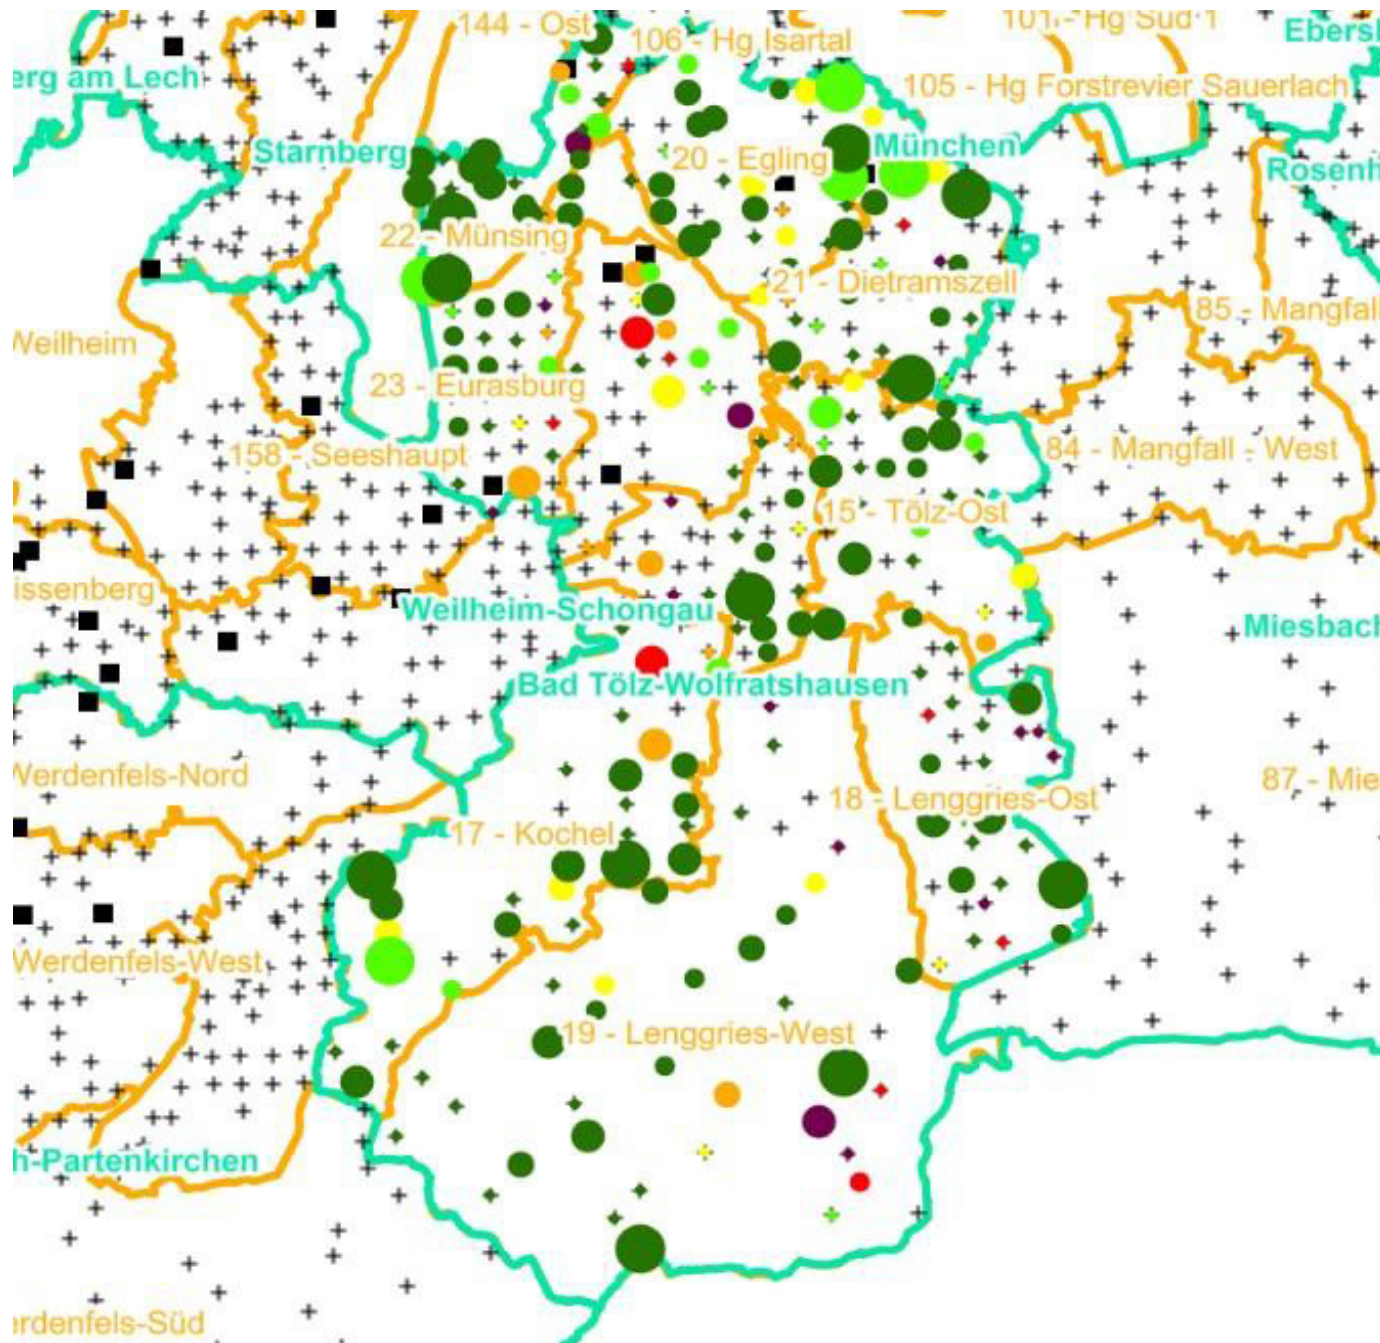 144 - Ost
101 - Hg Süd 1
Ebersl
106 - Hg Isartal
erg am Lech
105 - Hg Forstrevier Sauerlach
Starnberg
20 - Egling
München
Rosenh
22 - Münsing
21 - Dietramszell
85 - Mangfall
Weilheim
23 - Eurasburg
158 - Seeshaupt
84 - Mangfall - West
15 - Tölz-Ost
issenberg
Weilheim-Schongau
Miesbach
Bad Tölz-Wolfratshausen
Werdenfels-Nord
87 - Mie
18 - Lenggries-Ost
17 - Kochel
Werdenfels-West
19 - Lenggries-West
h-Partenkirchen
erdenfels-Süd